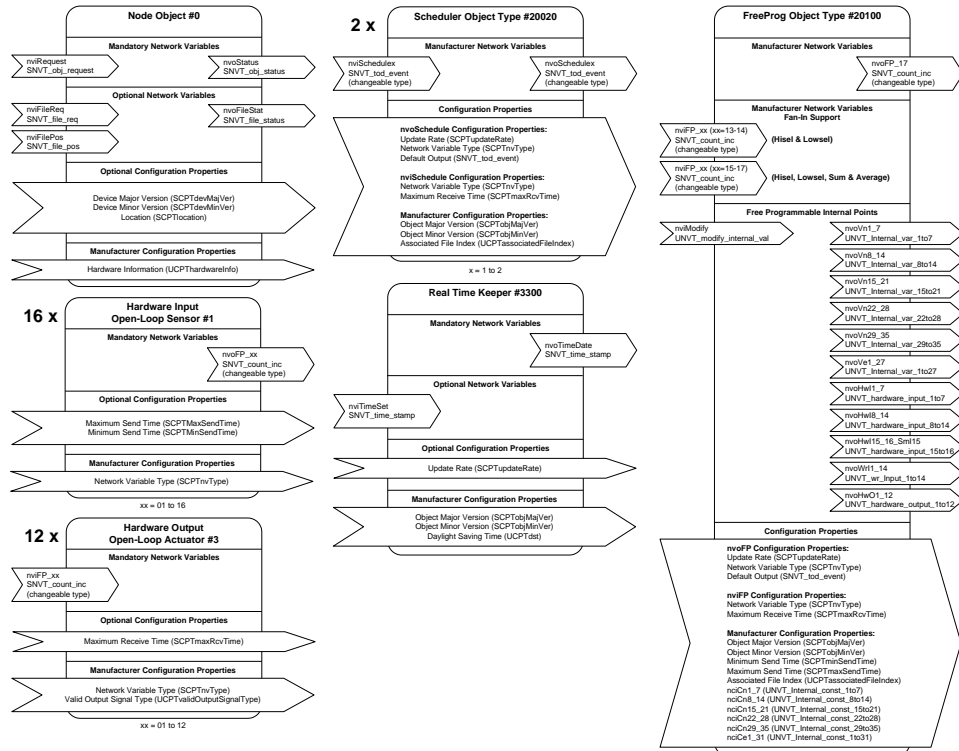 Node Object #0
Mandatory Network Variables
nviRequest
SNVT_obj_request
nvoStatus
SNVT_obj_status
Optional Network Variables
nviFileReq
SNVT_file_req
nvoFileStat
SNVT_file_status
nviFilePos
SNVT_file_pos
Optional Configuration Properties
Device Major Version (SCPTdevMajVer)
Device Minor Version (SCPTdevMinVer)
Location (SCPTlocation)
Manufacturer Configuration Properties
Hardware Information (UCPThardwareInfo)
16 x
Hardware Input
Open-Loop Sensor #1
Mandatory Network Variables
nvoFP_xx
SNVT_count_inc
(changeable type)
Optional Configuration Properties
Maximum Send Time (SCPTMaxSendTime)
Minimum Send Time (SCPTMinSendTime)
Manufacturer Configuration Properties
Network Variable Type (SCPTnvType)
xx = 01 to 16
12 x
Hardware Output
Open-Loop Actuator #3
Mandatory Network Variables
nviFP_xx
SNVT_count_inc
(changeable type)
Optional Configuration Properties
Maximum Receive Time (SCPTmaxRcvTime)
Manufacturer Configuration Properties
Network Variable Type (SCPTnvType)
Valid Output Signal Type (UCPTvalidOutputSignalType)
xx = 01 to 12
2 x
Scheduler Object Type #20020
Manufacturer Network Variables
nviSchedulex
SNVT_tod_event
(changeable type)
nvoSchedulex
SNVT_tod_event
(changeable type)
Configuration Properties
nvoSchedule Configuration Properties:
Update Rate (SCPTupdateRate)
Network Variable Type (SCPTnvType)
Default Output (SNVT_tod_event)
nviSchedule Configuration Properties:
Network Variable Type (SCPTnvType)
Maximum Receive Time (SCPTmaxRcvTime)
Manufacturer Configuration Properties:
Object Major Version (SCPTobjMajVer)
Object Minor Version (SCPTobjMinVer)
Associated File Index (UCPTassociatedFileIndex)
x = 1 to 2
Real Time Keeper #3300
Mandatory Network Variables
nvoTimeDate
SNVT_time_stamp
Optional Network Variables
nviTimeSet
SNVT_time_stamp
Optional Configuration Properties
Update Rate (SCPTupdateRate)
Manufacturer Configuration Properties
Object Major Version (SCPTobjMajVer)
Object Minor Version (SCPTobjMinVer)
Daylight Saving Time (UCPTdst)
FreeProg Object Type #20100
Manufacturer Network Variables
nvoFP_17
SNVT_count_inc
(changeable type)
Manufacturer Network Variables
Fan-In Support
nviFP_xx (xx=13-14)
SNVT_count_inc
(changeable type)
(Hisel & Lowsel)
nviFP_xx (xx=15-17)
SNVT_count_inc
(changeable type)
(Hisel, Lowsel, Sum & Average)
Free Programmable Internal Points
nviModify
UNVT_modify_internal_val
nvoVn1_7
UNVT_Internal_var_1to7
nvoVn8_14
UNVT_Internal_var_8to14
nvoVn15_21
UNVT_Internal_var_15to21
nvoVn22_28
UNVT_Internal_var_22to28
nvoVn29_35
UNVT_Internal_var_29to35
nvoVe1_27
UNVT_Internal_var_1to27
nvoHwI1_7
UNVT_hardware_input_1to7
nvoHwI8_14
UNVT_hardware_input_8to14
nvoHwI15_16_SmI15
UNVT_hardware_input_15to16
nvoWrI1_14
UNVT_wr_Input_1to14
nvoHwO1_12
UNVT_hardware_output_1to12
Configuration Properties
nvoFP Configuration Properties:
Update Rate (SCPTupdateRate)
Network Variable Type (SCPTnvType)
Default Output (SNVT_tod_event)
nviFP Configuration Properties:
Network Variable Type (SCPTnvType)
Maximum Receive Time (SCPTmaxRcvTime)
Manufacturer Configuration Properties:
Object Major Version (SCPTobjMajVer)
Object Minor Version (SCPTobjMinVer)
Minimum Send Time (SCPTminSendTime)
Maximum Send Time (SCPTmaxSendTime)
Associated File Index (UCPTassociatedFileIndex)
nciCn1_7 (UNVT_Internal_const_1to7)
nciCn8_14 (UNVT_Internal_const_8to14)
nciCn15_21 (UNVT_Internal_const_15to21)
nciCn22_28 (UNVT_Internal_const_22to28)
nciCn29_35 (UNVT_Internal_const_29to35)
nciCe1_31 (UNVT_Internal_const_1to31)